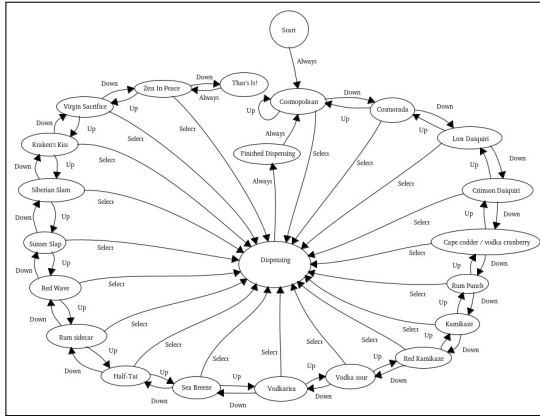 Start
Always
Down
Zen In Peace
Down
That's It!
Always
Up
Cosmopolitan
Down
Up
Up
Cosmorada
Down
Up
Lost Daiquiri
Down
Virgin Sacrifice
Up
Select
Select
Always
Finished Dispensing
Select
Select
Down
Kraken's Kiss
Select
Always
Select
Up
Down
Crimson Daiquiri
Down
Siberian Slam
Up
Select
Select
Up
Down
Down
Sunset Slap
Up
Select
Dispensing
Select
Cape codder / vodka cranberry
Down
Red Wave
Up
Select
Select
Up
Down
Rum Punch
Down
Rum sidecar
Up
Select
Select
Up
Down
Kamikaze
Up
Select
Select
Select
Select
Select
Up
Down
Down
Half-Tai
Up
Down
Sea Breeze
Up
Down
Vodkarita
Up
Down
Vodka sour
Up
Down
Red Kamikaze